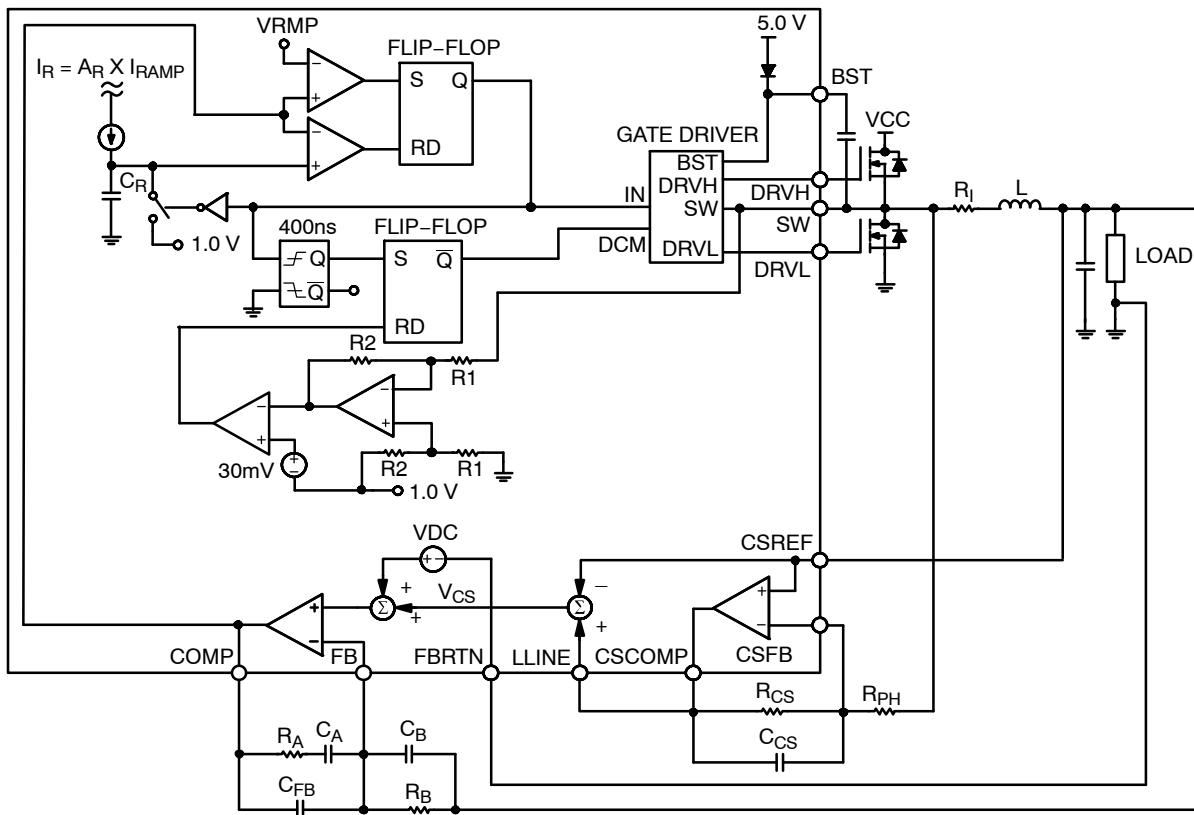 VRMP
5.0 V
FLIP−FLOP
BST
I_R = A_R X I_RAMP
S Q
RD
VCC
GATE DRIVER
BST
DRVH
DRVH
C_R
IN
SW
SW
R_I
L
1.0 V
400ns
FLIP−FLOP
DCM
DRVL
DRVL
LOAD
Q
Q̅
S Q̅
RD
R2
R1
30mV
R2
R1
1.0 V
VDC
CSREF
V_CS
Σ
Σ
COMP
FB
FBRTN
LLINE
CSCOMP
CSFB
R_CS
R_PH
R_A
C_A
C_B
C_CS
C_FB
R_B